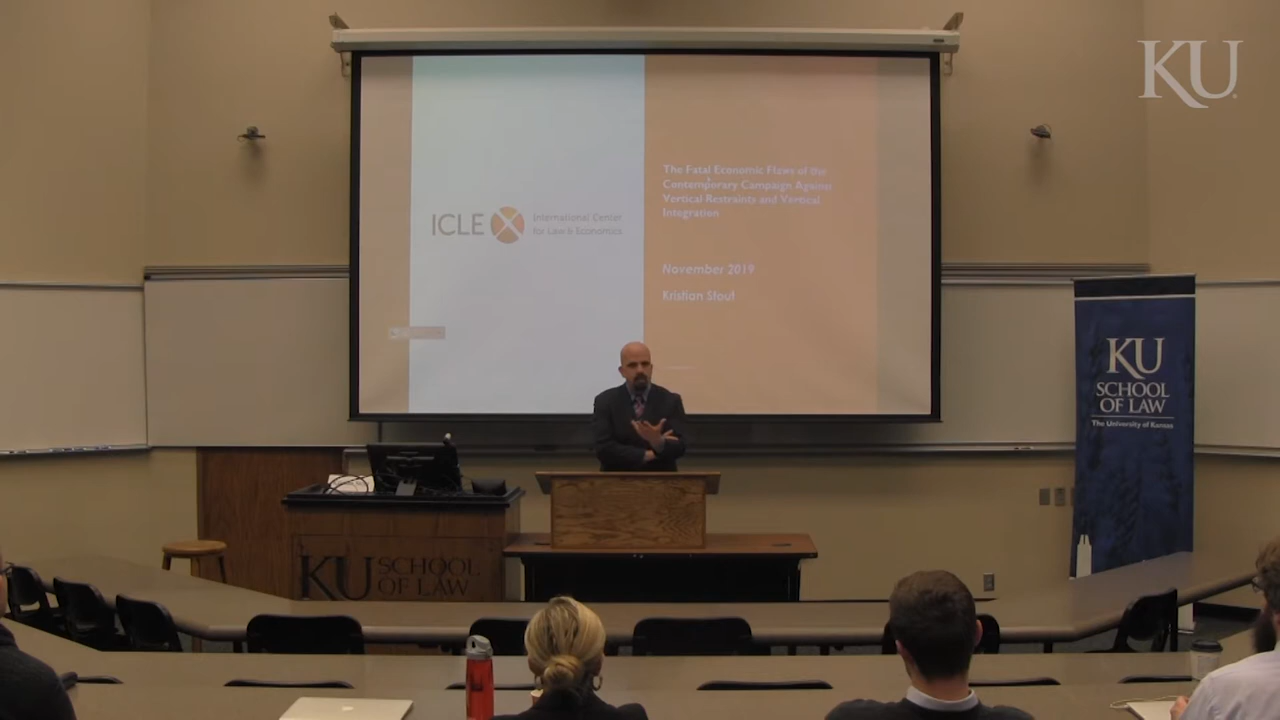 KU
The Fatal Economic Flaws of the
Contemporary Campaign Against
Vertical Restraints and Vertical
Integration
ICLE
International Center
for Law & Economics
November 2019
Kristian Stout
KU
SCHOOL
OF LAW
The University of Kansas
KU SCHOOL
OF LAW